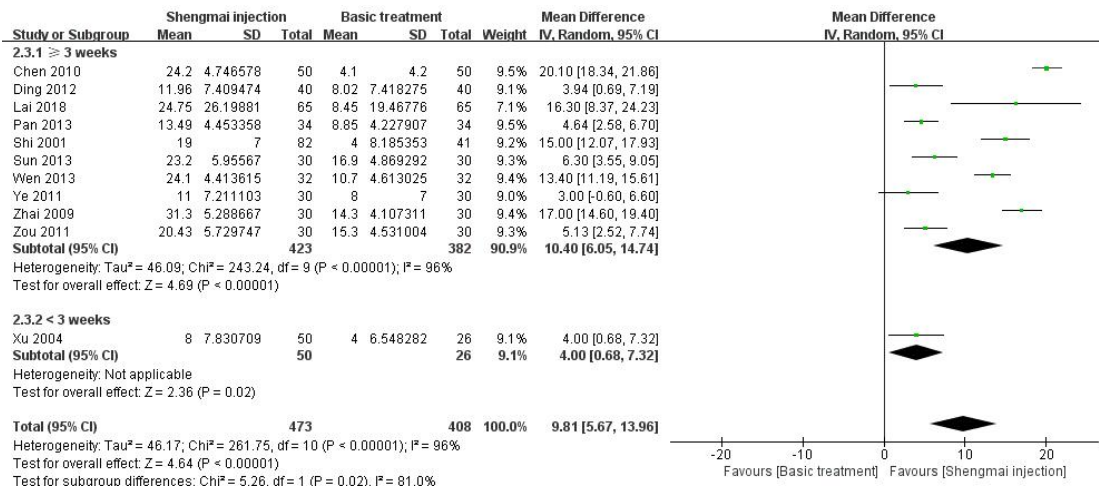 Shengmai injection Basic treatment Mean Difference Mean Difference
Study or Subgroup Mean SD Total Mean SD Total Weight IV, Random, 95% CI IV, Random, 95% CI
2.3.1 ≥ 3 weeks
Chen 2010 24.2 4.746578 50 4.1 4.2 50 9.5% 20.10 [18.34, 21.86]
Ding 2012 11.96 7.409474 40 8.02 7.418275 40 9.1% 3.94 [0.69, 7.19]
Lai 2018 24.75 26.19881 65 8.45 19.46776 65 7.1% 16.30 [8.37, 24.23]
Pan 2013 13.49 4.453358 34 8.85 4.227907 34 9.4% 4.64 [2.58, 6.70]
Shi 2001 19 7 82 4 8.185353 41 9.2% 15.00 [12.07, 17.93]
Sun 2013 23.2 5.95567 30 16.9 4.869292 30 9.3% 6.30 [3.55, 9.05]
Wen 2013 24.1 4.413615 32 10.7 4.613025 32 9.4% 13.40 [11.19, 15.61]
Ye 2011 11 7.211103 30 8 7 30 9.0% 3.00 [-0.60, 6.60]
Zhai 2009 31.3 5.288667 30 14.3 4.107311 30 9.4% 17.00 [14.60, 19.40]
Zou 2011 20.43 5.729747 30 15.3 4.531004 30 9.3% 5.13 [2.52, 7.74]
Subtotal (95% CI) 423 382 90.9% 10.40 [6.05, 14.74]
Heterogeneity: Tau² = 46.09; Chi² = 243.24, df = 9 (P < 0.00001); I² = 96%
Test for overall effect: Z = 4.69 (P < 0.00001)
2.3.2 < 3 weeks
Xu 2004 8 7.830709 50 4 6.548282 26 9.1% 4.00 [0.68, 7.32]
Subtotal (95% CI) 50 26 9.1% 4.00 [0.68, 7.32]
Heterogeneity: Not applicable
Test for overall effect: Z = 2.36 (P = 0.02)
Total (95% CI) 473 408 100.0% 9.81 [5.67, 13.96]
Heterogeneity: Tau² = 46.17; Chi² = 261.75, df = 10 (P < 0.00001); I² = 96%
Test for overall effect: Z = 4.64 (P < 0.00001)
Test for subgroup differences: Chi² = 5.26, df = 1 (P = 0.02), I² = 81.0%
-20 -10 0 10 20
Favours [Basic treatment] Favours [Shengmai injection]